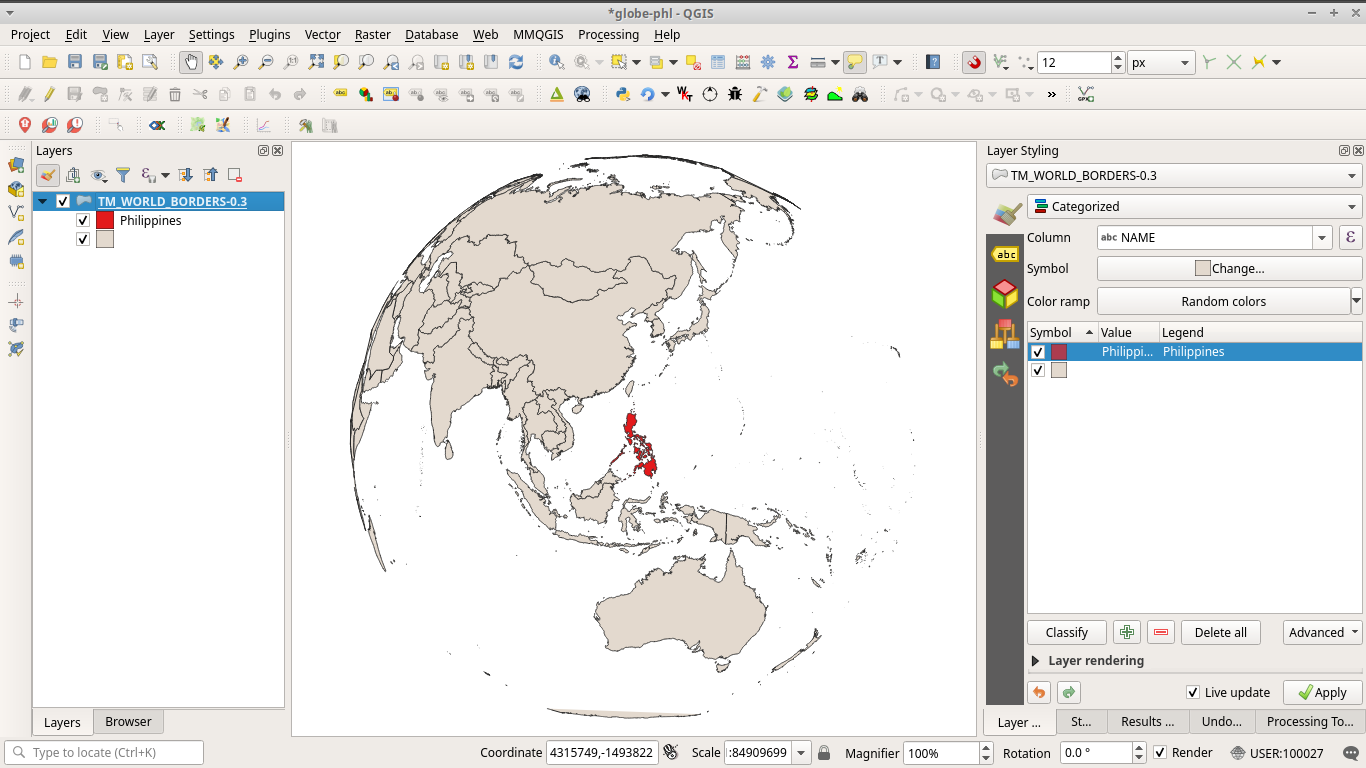 *globe-phl - QGIS
Project Edit View Layer Settings Plugins Vector Raster Database Web MMQGIS Processing Help
12 px
Layers
TM_WORLD_BORDERS-0.3
Philippines
Layers Browser
Layer Styling
TM_WORLD_BORDERS-0.3
Categorized
abc
Column abc NAME ε
Symbol Change...
Color ramp Random colors
Symbol Value Legend
Philippi... Philippines
Classify Delete all Advanced
Layer rendering
Live update Apply
Layer ... St... Results ... Undo... Processing To...
Type to locate (Ctrl+K) Coordinate 4315749,-1493822 Scale :84909699 Magnifier 100% Rotation 0.0 ° Render USER:100027